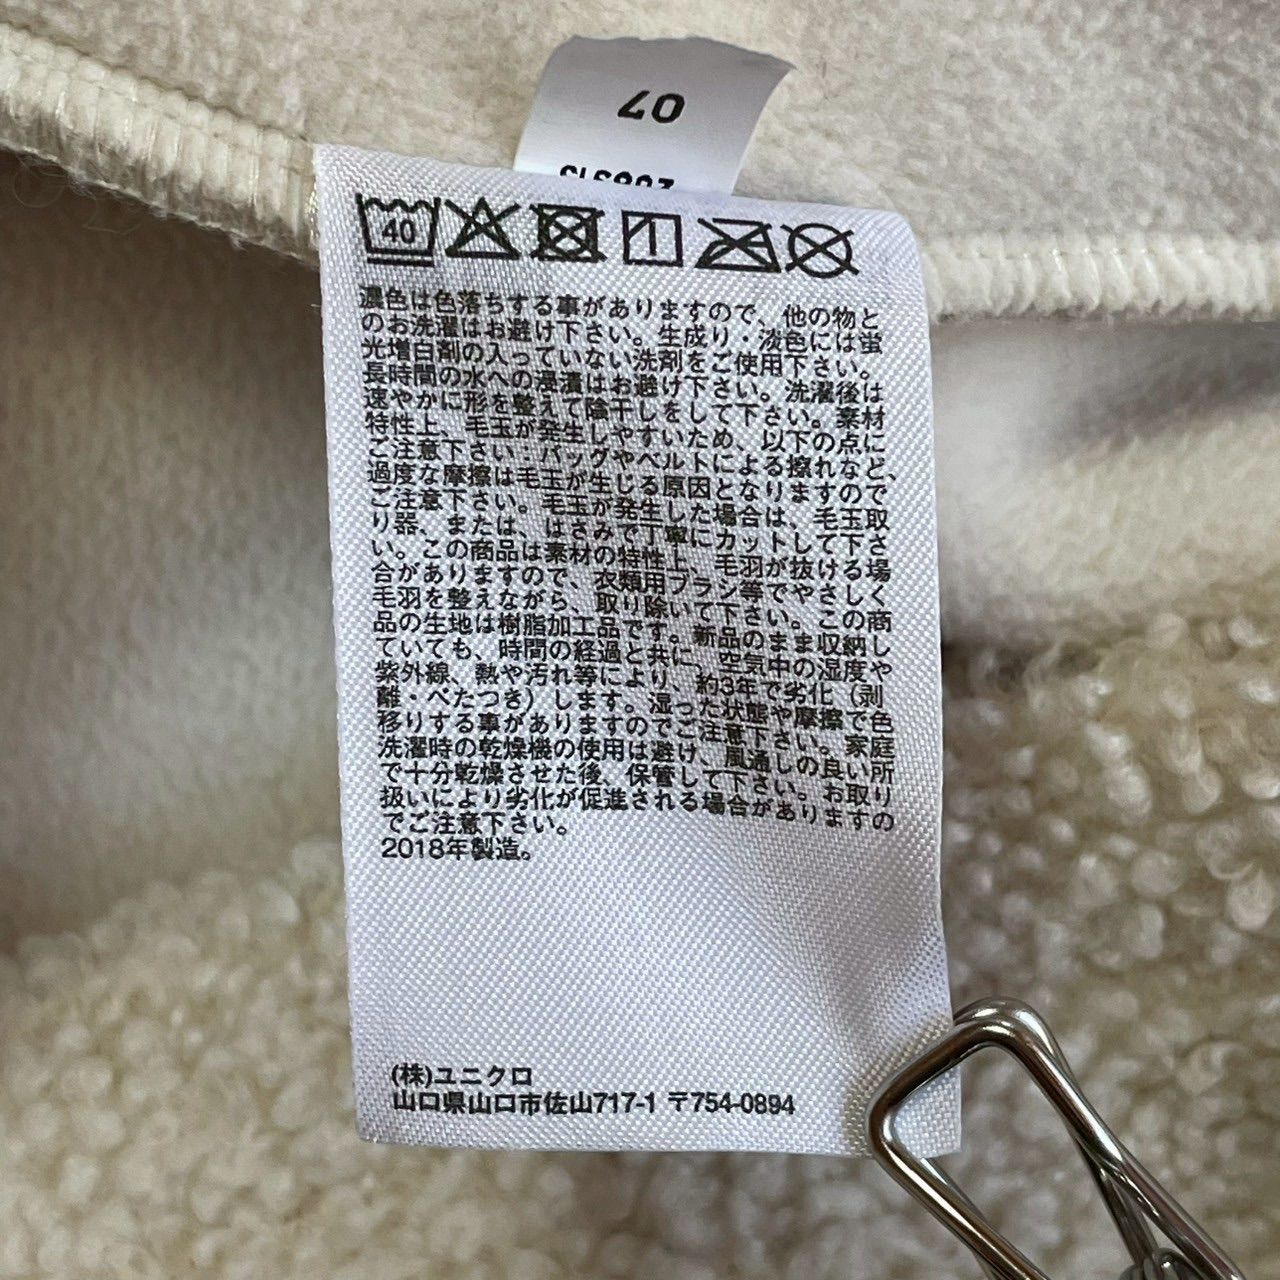 07
40
濃色は色落ちする事がありますので、他の物と
のお洗濯はお避け下さい。生成り・淡色には蛍
光増白剤の入っていない洗剤をご使用下さい。
長時間の水への浸漬はお避け下さい。洗濯後は
速やかに形を整えて陰干しをして下さい。素材
特性上、毛玉が発生しやすいため、以下の点に
ご注意下さい：バッグやベルトによる擦れなど、
過度な摩擦は毛玉が生じる原因となりますので
ご注意下さい。毛玉が発生した場合は、毛玉取
り器、または、はさみで丁寧にカットして下さ
い。この商品は素材の特性上、毛羽が抜ける場
合がありますので、衣類用ブラシ等でやさしく
毛羽を整えながら、取り除いて下さい。この商
品の生地は樹脂加工品です。新品のまま収納し
ていても、時間の経過と共に、空気中の湿度や
紫外線、熱や汚れ等により、約3年で劣化（剥
離・べたつき）します。湿った状態や摩擦で色
移りする事がありますのでご注意下さい。家庭
洗濯時の乾燥機の使用は避け、風通しの良い所
で十分乾燥させた後、保管して下さい。お取り
扱いにより劣化が促進される場合がありますの
でご注意下さい。
2018年製造。
(株)ユニクロ
山口県山口市佐山717-1 〒754-0894